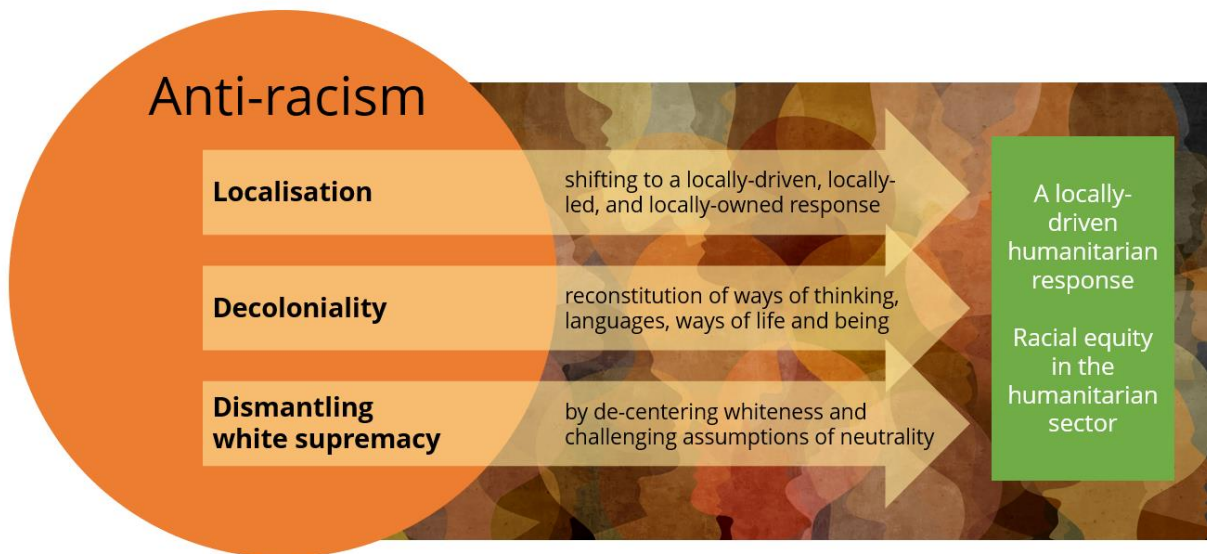 Anti-racism
Localisation
shifting to a locally-driven, locally-
led, and locally-owned response
Decoloniality
reconstitution of ways of thinking,
languages, ways of life and being
Dismantling
white supremacy
by de-centering whiteness and
challenging assumptions of neutrality
A locally-
driven
humanitarian
response
Racial equity
in the
humanitarian
sector